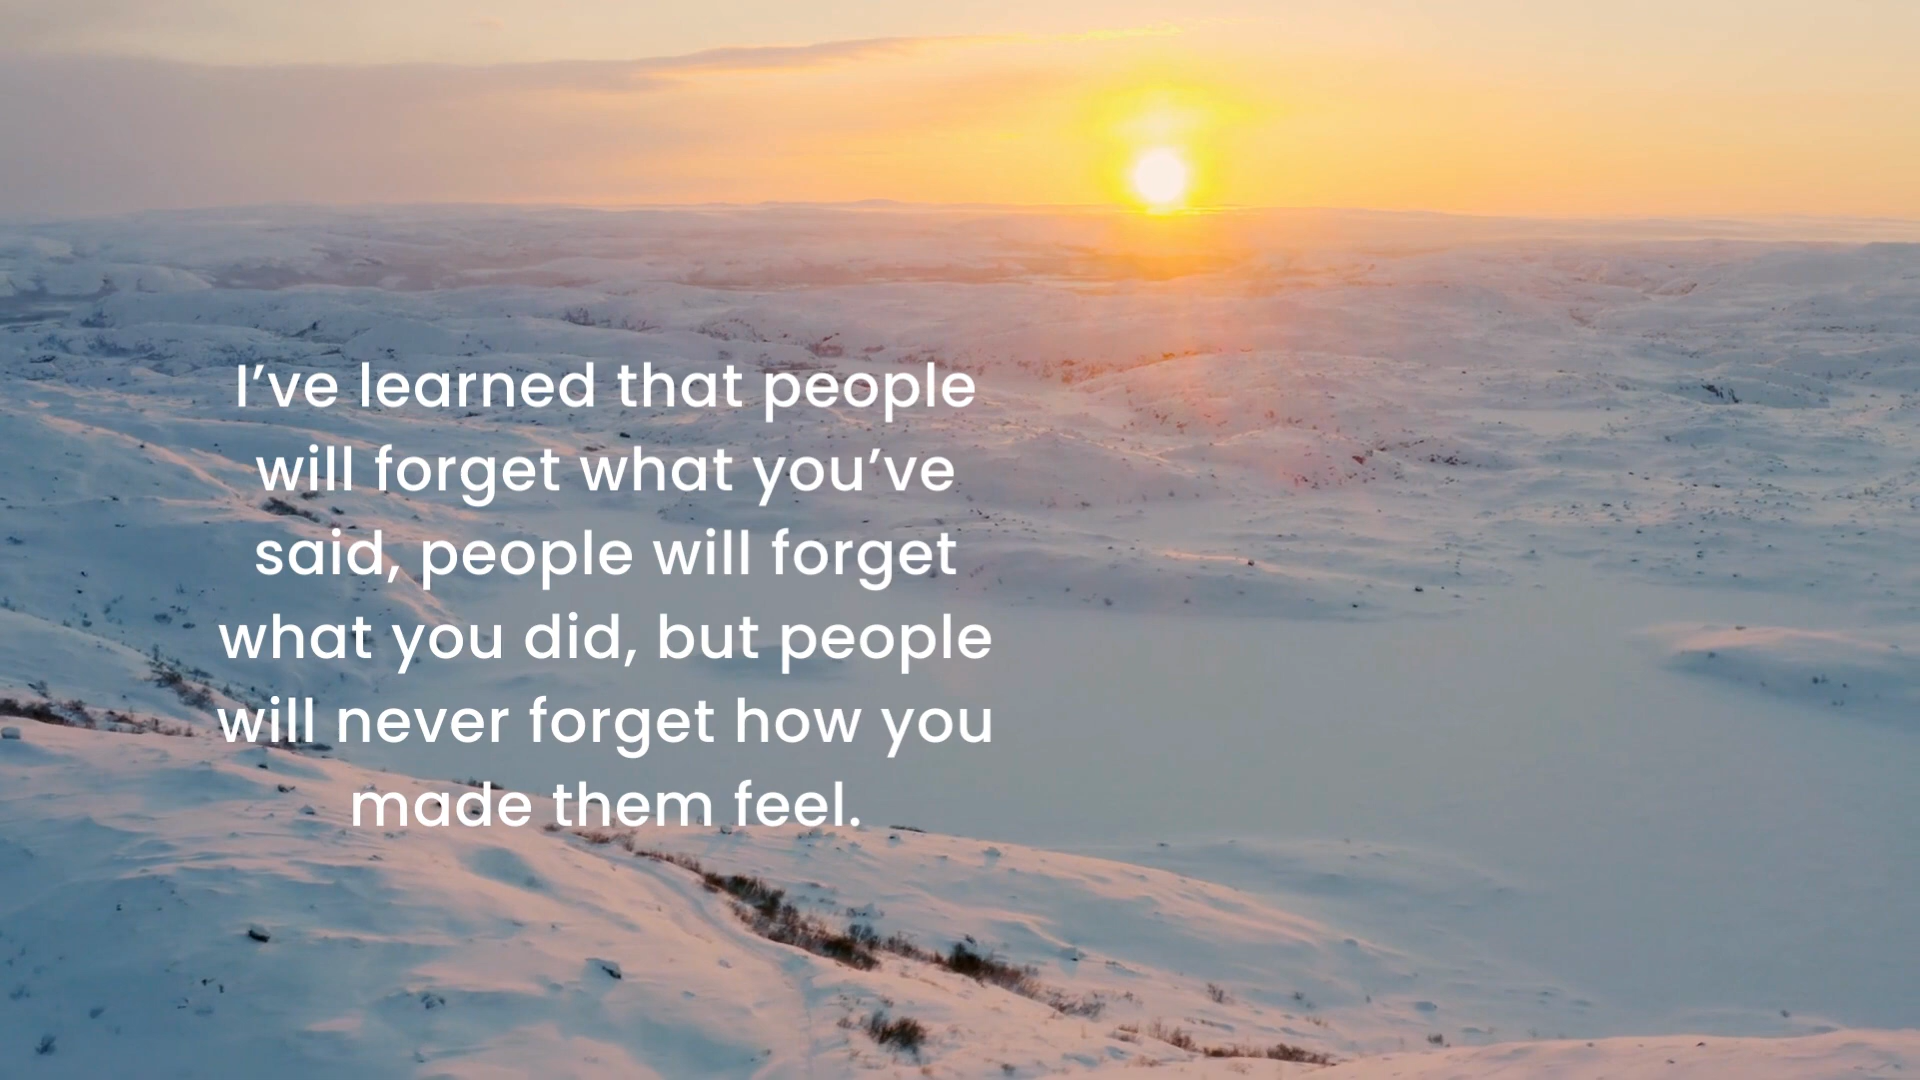 I’ve learned that people
will forget what you’ve
said, people will forget
what you did, but people
will never forget how you
made them feel.